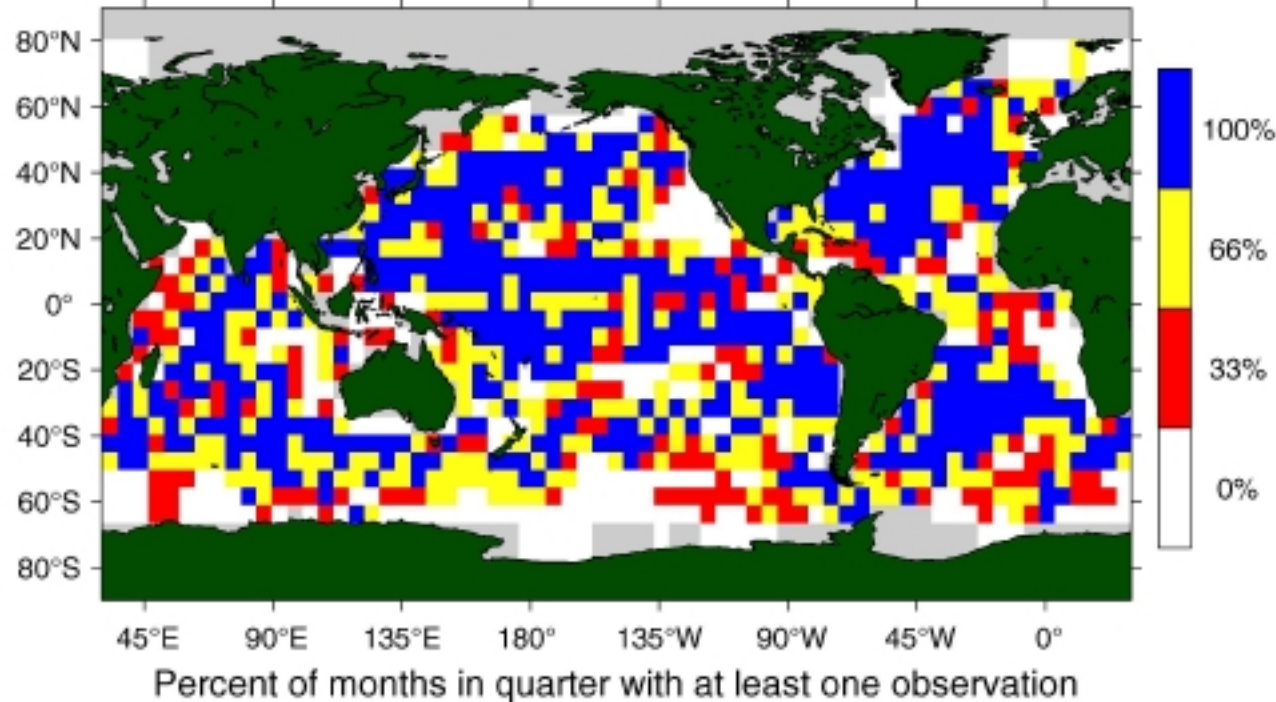 80°N
60°N
40°N
20°N
0°
20°S
40°S
60°S
80°S
45°E 90°E 135°E 180° 135°W 90°W 45°W 0°
100%
66%
33%
0%
Percent of months in quarter with at least one observation